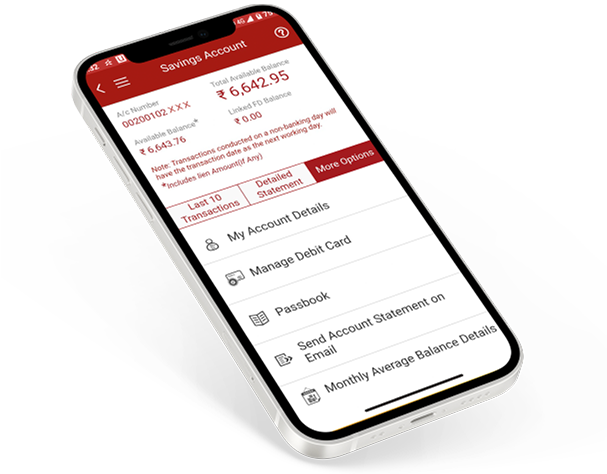 Savings Account
A/c Number
00200102XXX
Total Available Balance
₹ 6,642.95
Available Balance*
₹ 6,643.76
Linked FD Balance
₹ 0.00
Note: Transactions conducted on a non-banking day will
have the transaction date as the next working day.
*Includes lien Amount(if Any)
Last 10
Transactions
Detailed
Statement
More Options
My Account Details
Manage Debit Card
Passbook
Send Account Statement on
Email
Monthly Average Balance Details